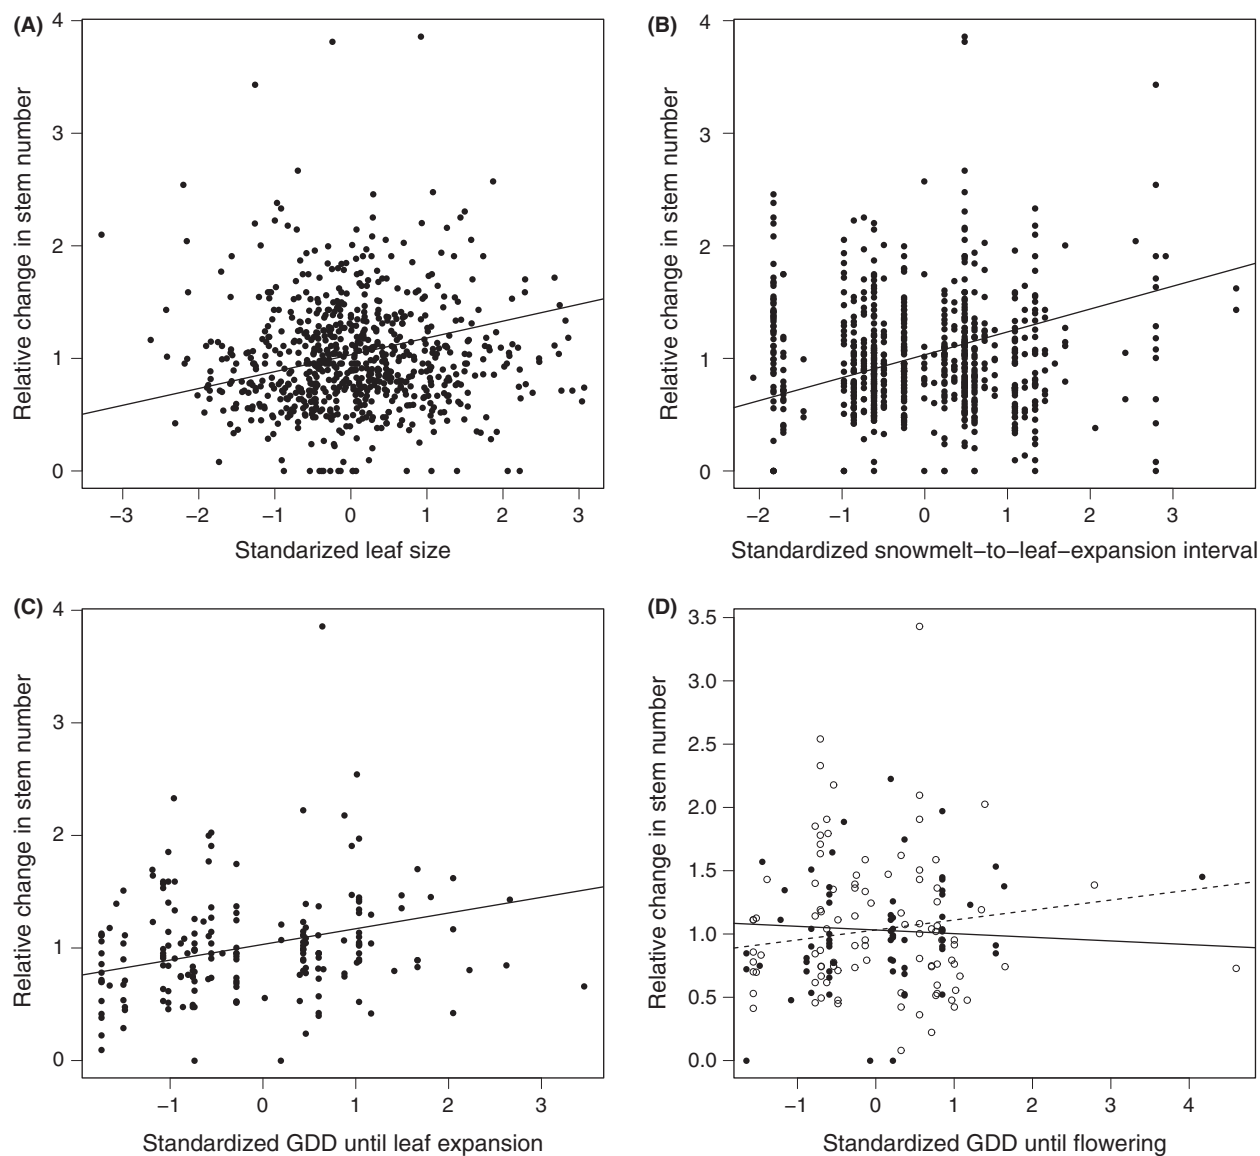 (A)
4
3
2
1
0
Relative change in stem number
−3 −2 −1 0 1 2 3
Standarized leaf size
(B)
4
3
2
1
0
Relative change in stem number
−2 −1 0 1 2 3
Standardized snowmelt−to−leaf−expansion interval
(C)
4
3
2
1
0
Relative change in stem number
−1 0 1 2 3
Standardized GDD until leaf expansion
(D)
3.5
3.0
2.5
2.0
1.5
1.0
0.5
0.0
Relative change in stem number
−1 0 1 2 3 4
Standardized GDD until flowering